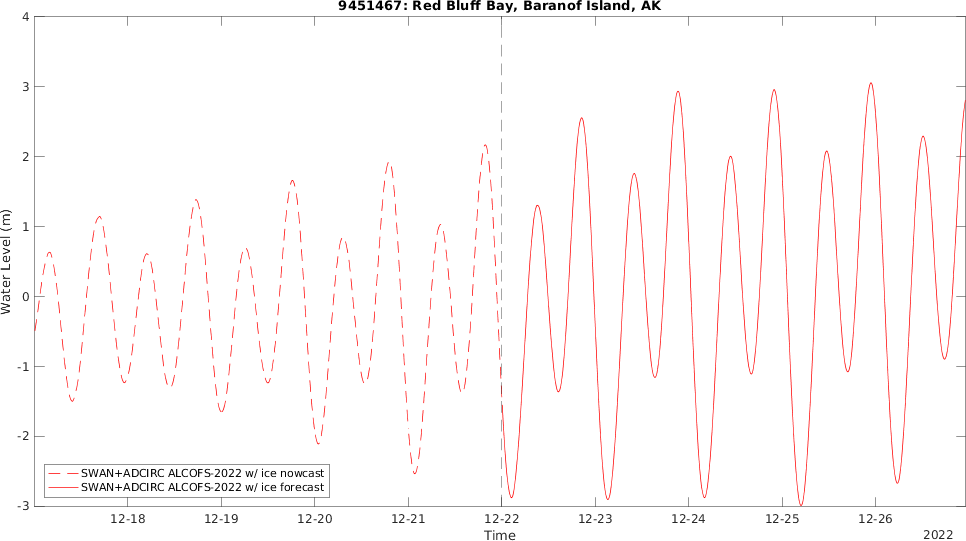 9451467: Red Bluff Bay, Baranof Island, AK
4
3
2
1
0
-1
-2
-3
Water Level (m)
SWAN+ADCIRC ALCOFS-2022 w/ ice nowcast
SWAN+ADCIRC ALCOFS-2022 w/ ice forecast
12-18 12-19 12-20 12-21 12-22 12-23 12-24 12-25 12-26
Time
2022